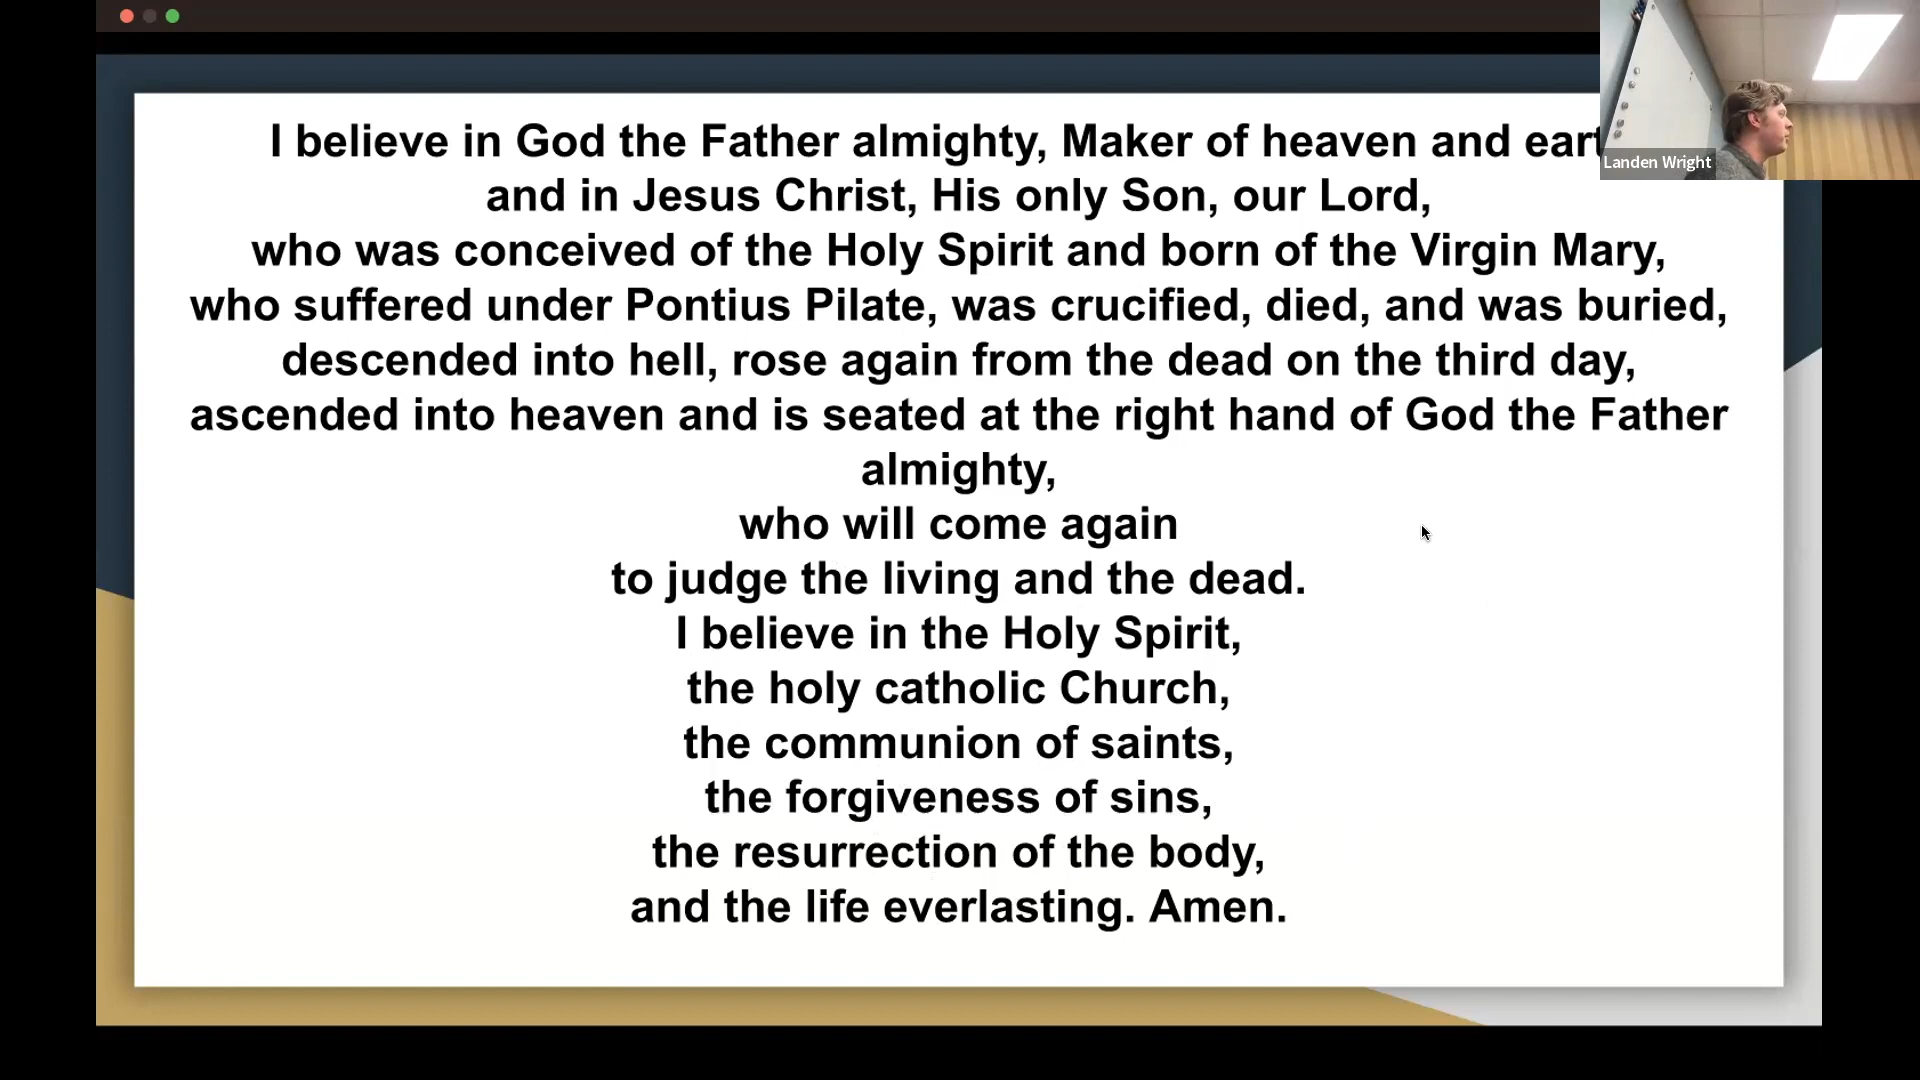 I believe in God the Father almighty, Maker of heaven and
and in Jesus Christ, His only Son, our Lord,
who was conceived of the Holy Spirit and born of the Virgin Mary,
who suffered under Pontius Pilate, was crucified, died, and was buried,
descended into hell, rose again from the dead on the third day,
ascended into heaven and is seated at the right hand of God the Father
almighty,
who will come again
to judge the living and the dead.
I believe in the Holy Spirit,
the holy catholic Church,
the communion of saints,
the forgiveness of sins,
the resurrection of the body,
and the life everlasting. Amen.
Landen Wright